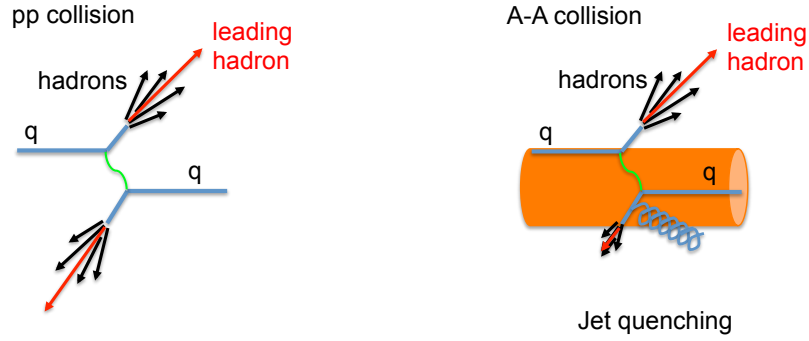 pp collision
leading
hadron
hadrons
q
q
A-A collision
leading
hadron
hadrons
q
q
Jet quenching